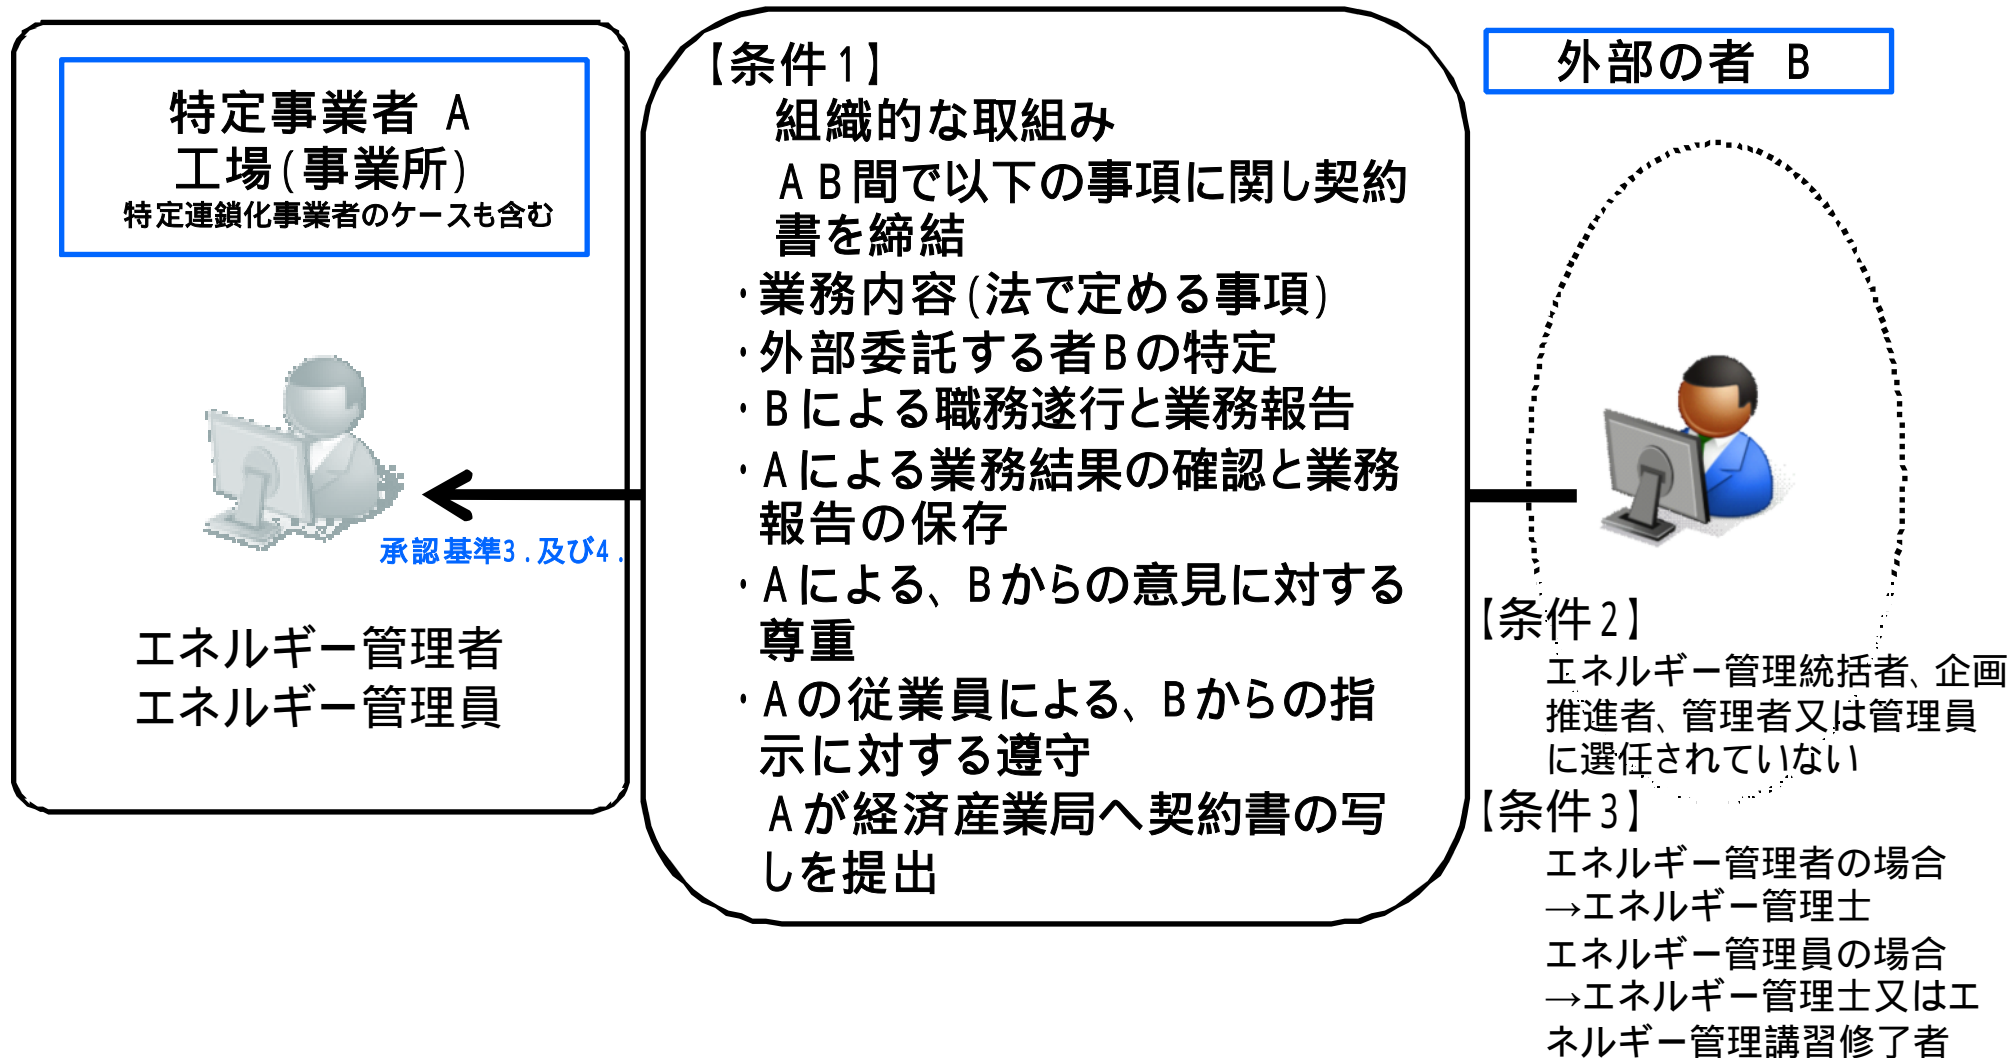 特定事業者 A
工場(事業所)
特定連鎖化事業者のケースも含む
承認基準3.及び4.
エネルギー管理者
エネルギー管理員
【条件1】
組織的な取組み
AB間で以下の事項に関し契約
書を締結
・業務内容(法で定める事項)
・外部委託する者Bの特定
・Bによる職務遂行と業務報告
・Aによる業務結果の確認と業務
報告の保存
・Aによる、Bからの意見に対する
尊重
・Aの従業員による、Bからの指
示に対する遵守
Aが経済産業局へ契約書の写
しを提出
外部の者 B
【条件2】
エネルギー管理統括者、企画
推進者、管理者又は管理員
に選任されていない
【条件3】
エネルギー管理者の場合
→エネルギー管理士
エネルギー管理員の場合
→エネルギー管理士又はエ
ネルギー管理講習修了者